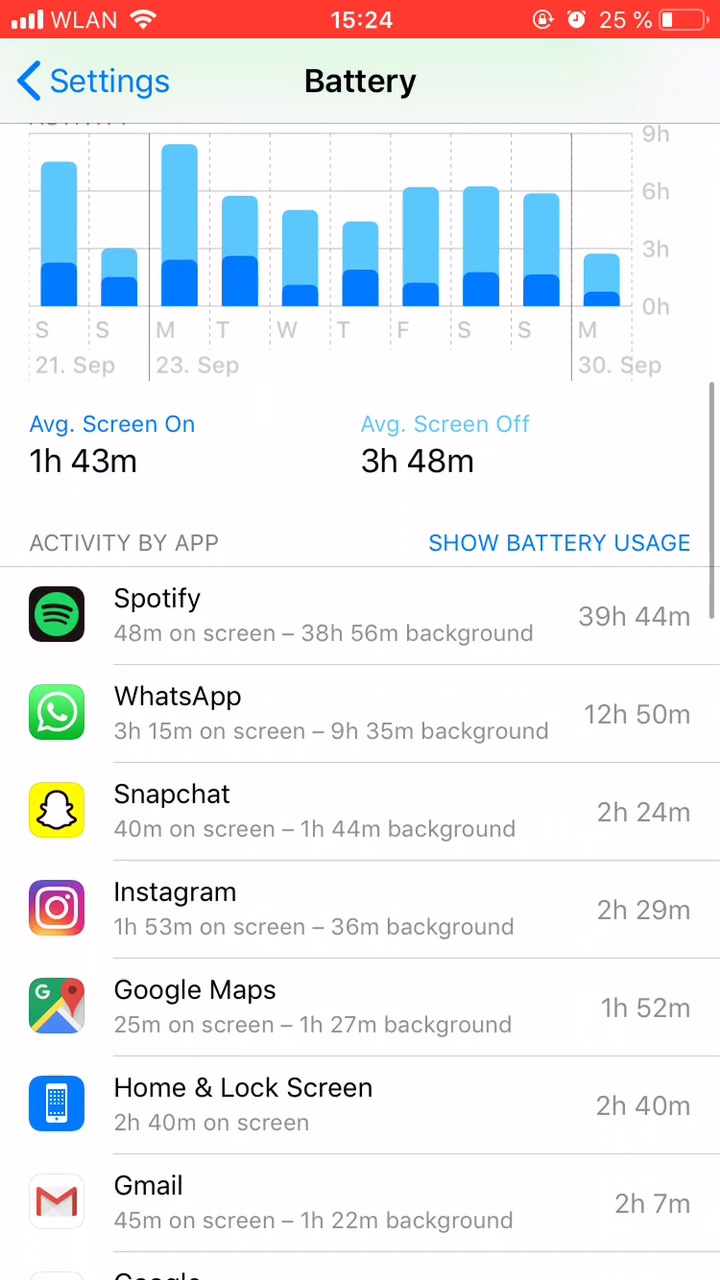 WLAN 15:24 25 %
Settings Battery
ACTIVITY
9h
6h
3h
0h
S S M T W T F S S M
21. Sep 23. Sep 30. Sep
Avg. Screen On Avg. Screen Off
1h 43m 3h 48m
ACTIVITY BY APP SHOW BATTERY USAGE
Spotify
48m on screen – 38h 56m background 39h 44m
WhatsApp
3h 15m on screen – 9h 35m background 12h 50m
Snapchat
40m on screen – 1h 44m background 2h 24m
Instagram
1h 53m on screen – 36m background 2h 29m
G
Google Maps
25m on screen – 1h 27m background 1h 52m
Home & Lock Screen
2h 40m on screen 2h 40m
Gmail
45m on screen – 1h 22m background 2h 7m
Google